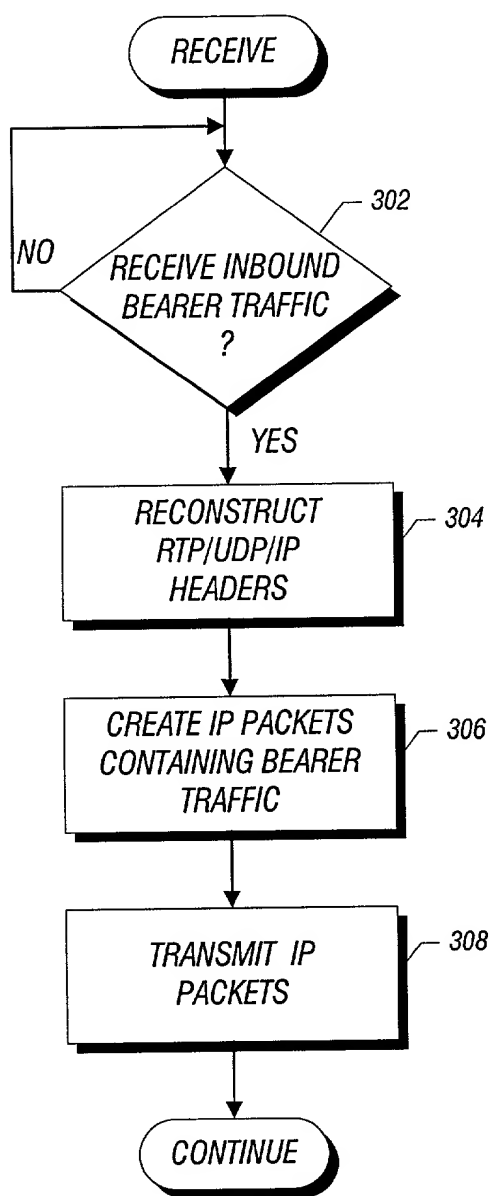 RECEIVE
302
NO
RECEIVE INBOUND
BEARER TRAFFIC
?
YES
RECONSTRUCT
RTP/UDP/IP
HEADERS
304
CREATE IP PACKETS
CONTAINING BEARER
TRAFFIC
306
TRANSMIT IP
PACKETS
308
CONTINUE